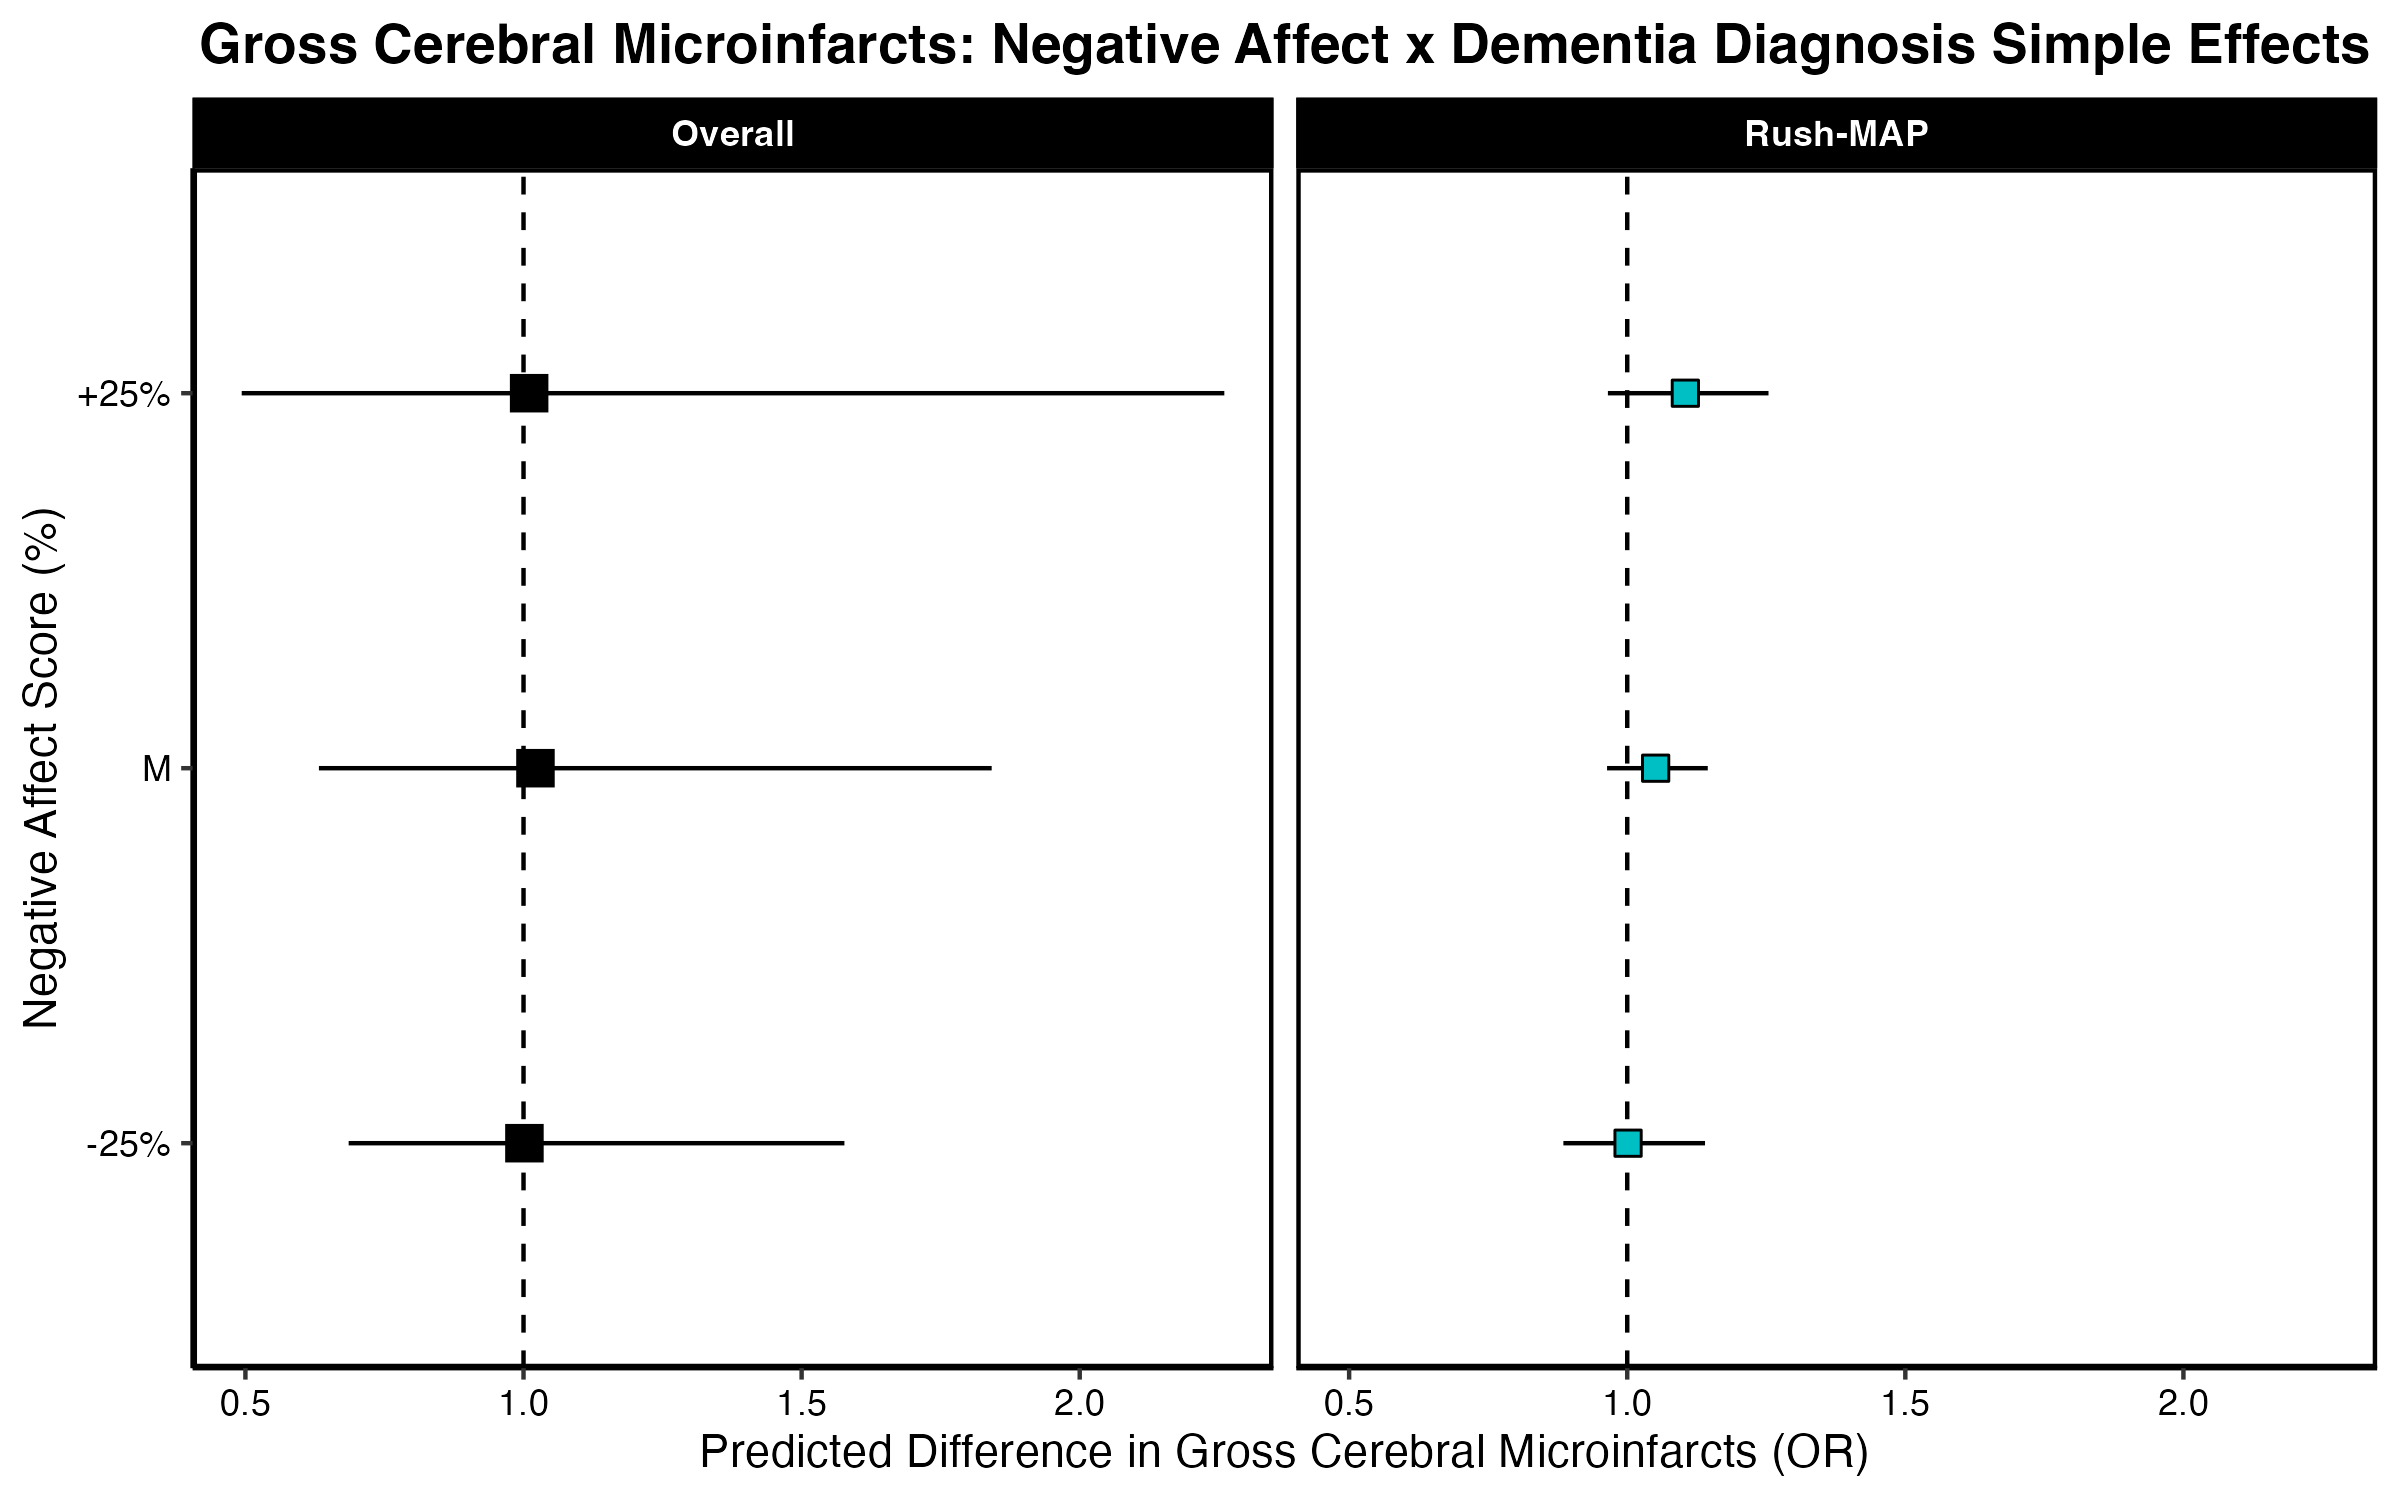 Gross Cerebral Microinfarcts: Negative Affect x Dementia Diagnosis Simple Effects
Overall
Rush-MAP
Negative Affect Score (%)
+25%
M
-25%
0.5 1.0 1.5 2.0
0.5 1.0 1.5 2.0
Predicted Difference in Gross Cerebral Microinfarcts (OR)